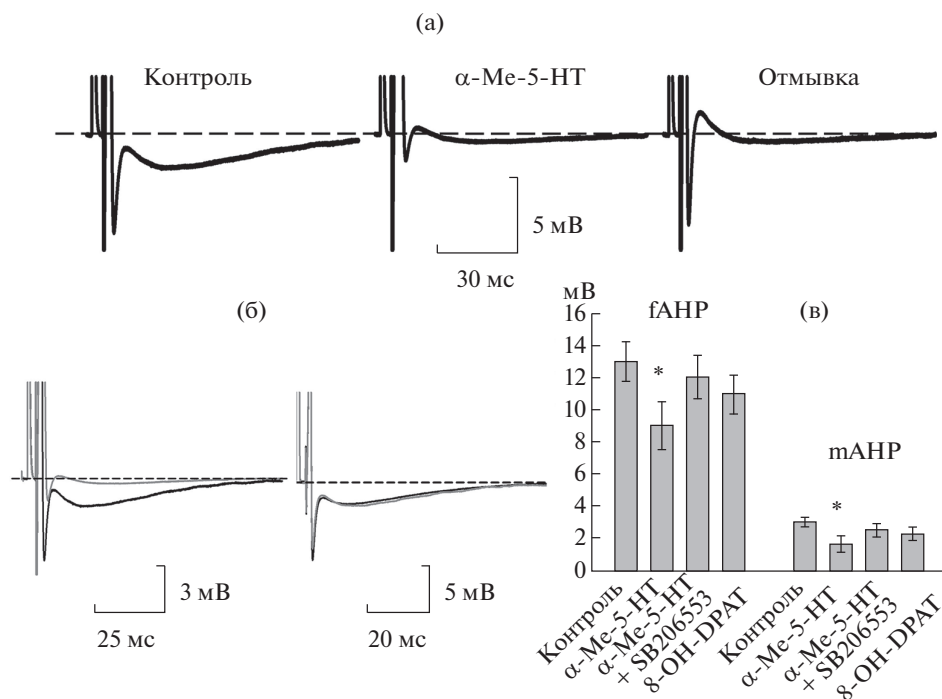 (а)
Контроль
α-Me-5-HT
Отмывка
5 мВ
30 мс
(б)
3 мВ
25 мс
5 мВ
20 мс
(в)
мВ
16
14
12
10
8
6
4
2
0
fAHP
*
mAHP
*
Контроль
α-Me-5-HT
α-Me-5-HT
+ SB206553
8-OH-DPAT
Контроль
α-Me-5-HT
α-Me-5-HT
+ SB206553
8-OH-DPAT